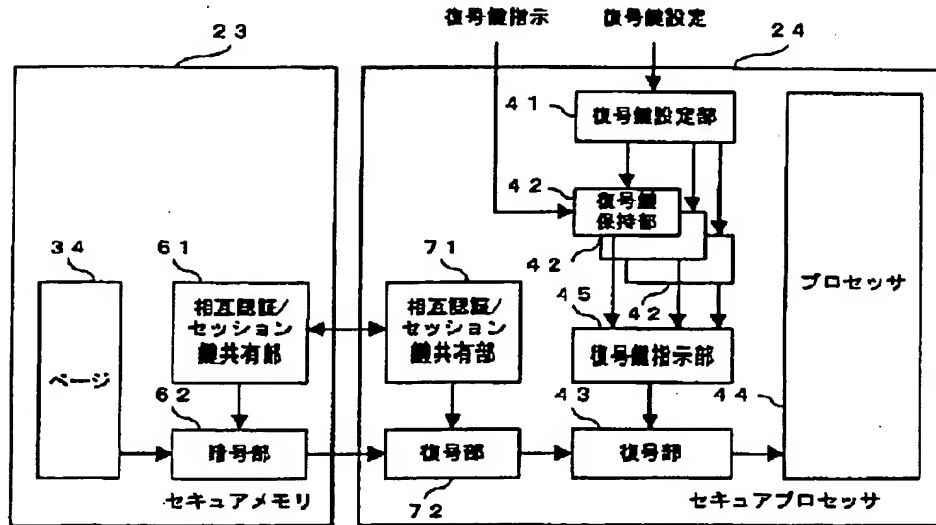 復号鍵指示
復号鍵設定
23
24
41
復号鍵設定部
42
復号鍵
保持部
42
42
34
ページ
61
相互認証/
セッション
鍵共有部
71
相互認証/
セッション
鍵共有部
45
復号鍵指示部
プロセッサ
44
62
暗号部
復号部
72
43
復号部
セキュアメモリ
セキュアプロセッサ